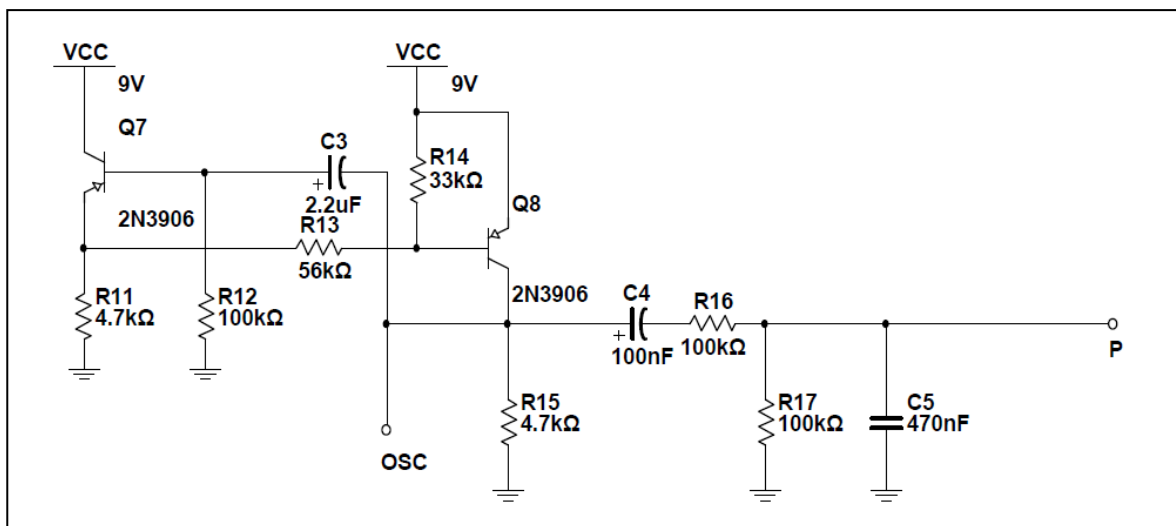 VCC
9V
Q7
2N3906
R11
4.7kΩ
R12
100kΩ
C3
+
2.2uF
R13
56kΩ
VCC
9V
R14
33kΩ
Q8
2N3906
OSC
R15
4.7kΩ
C4
+
100nF
R16
100kΩ
R17
100kΩ
C5
470nF
P